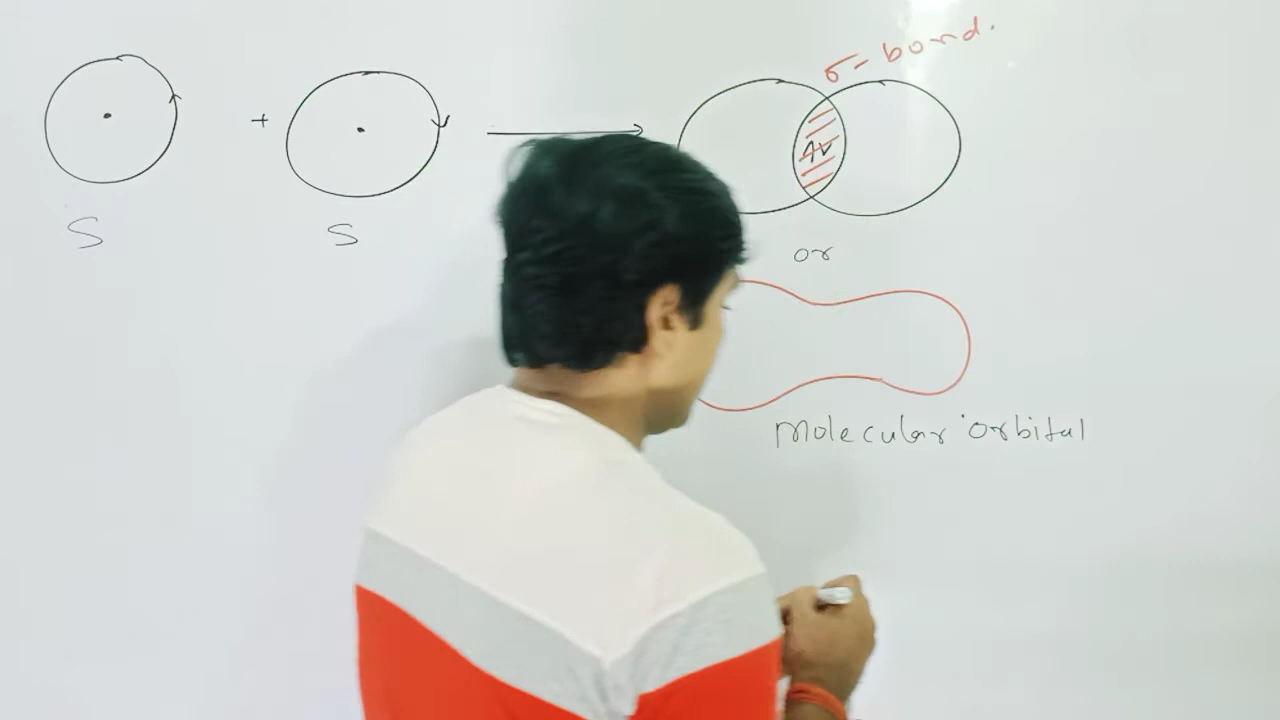 σ- bond.
+
S
S
or
Molecular orbital